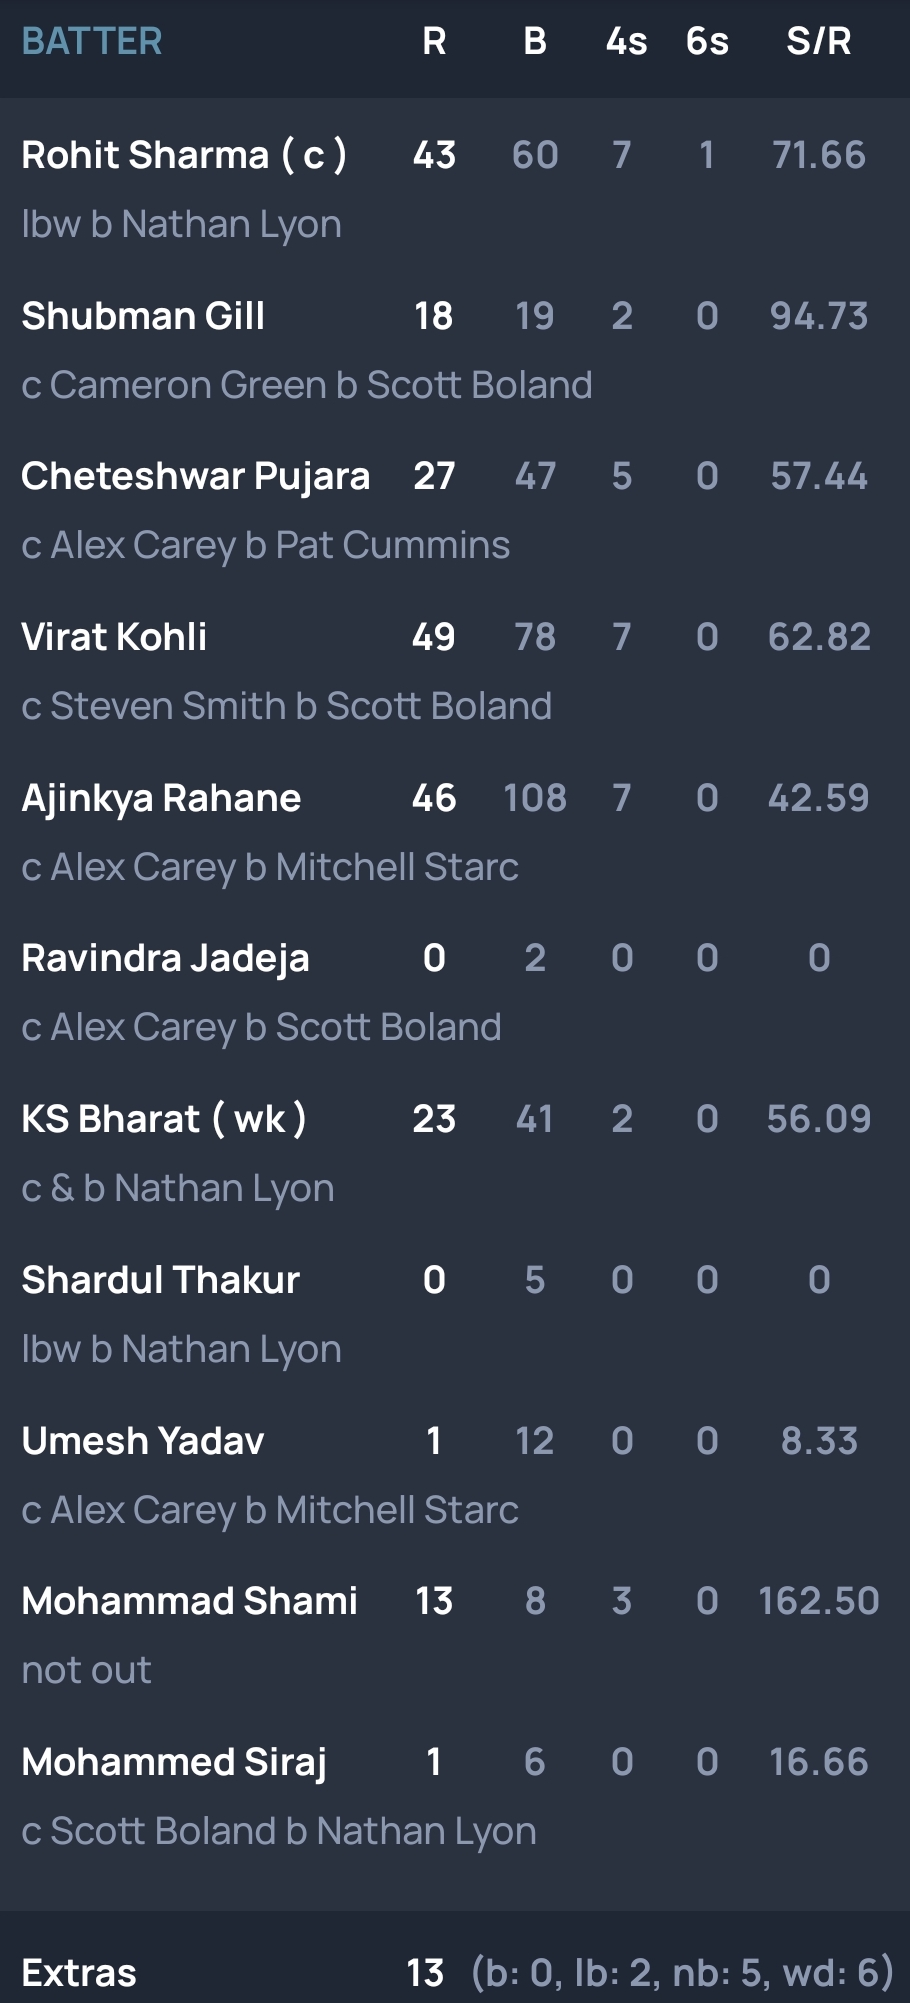 BATTER R B 4s 6s S/R
Rohit Sharma ( c ) 43 60 7 1 71.66
lbw b Nathan Lyon
Shubman Gill 18 19 2 0 94.73
c Cameron Green b Scott Boland
Cheteshwar Pujara 27 47 5 0 57.44
c Alex Carey b Pat Cummins
Virat Kohli 49 78 7 0 62.82
c Steven Smith b Scott Boland
Ajinkya Rahane 46 108 7 0 42.59
c Alex Carey b Mitchell Starc
Ravindra Jadeja 0 2 0 0 0
c Alex Carey b Scott Boland
KS Bharat ( wk ) 23 41 2 0 56.09
c & b Nathan Lyon
Shardul Thakur 0 5 0 0 0
lbw b Nathan Lyon
Umesh Yadav 1 12 0 0 8.33
c Alex Carey b Mitchell Starc
Mohammad Shami 13 8 3 0 162.50
not out
Mohammed Siraj 1 6 0 0 16.66
c Scott Boland b Nathan Lyon
Extras 13 (b: 0, lb: 2, nb: 5, wd: 6)